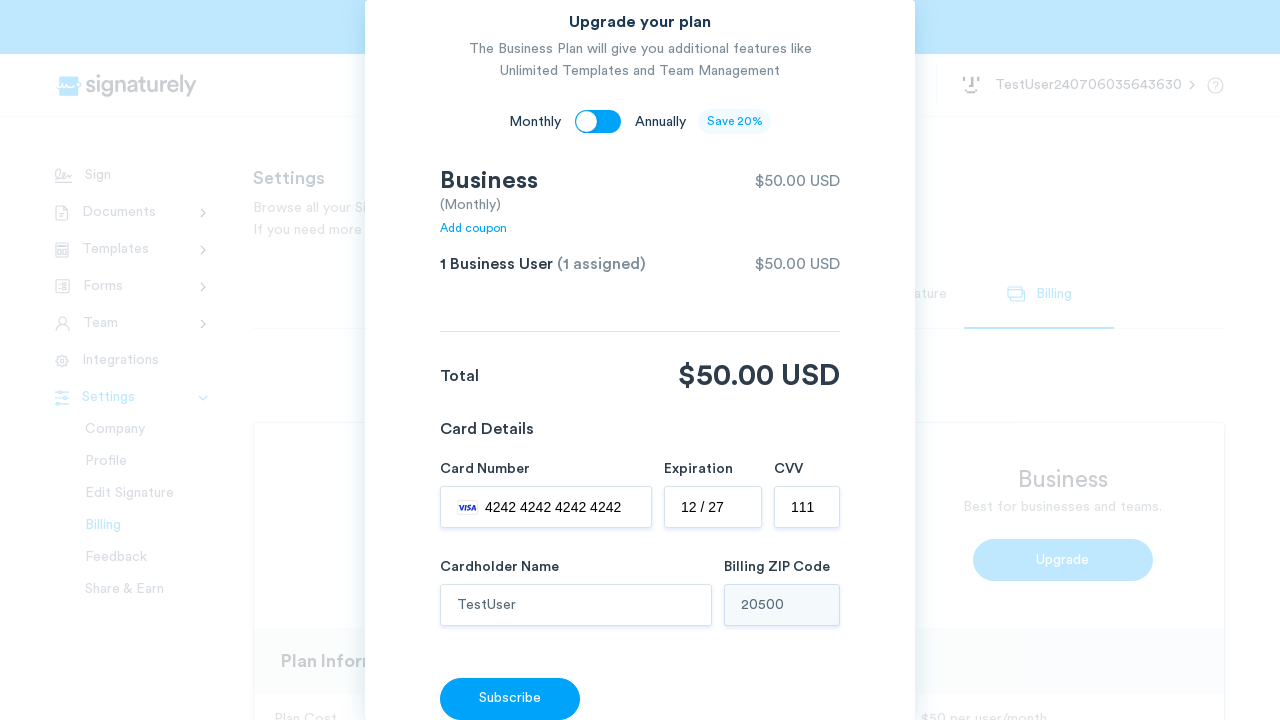 Upgrade your plan
The Business Plan will give you additional features like
Unlimited Templates and Team Management
Monthly
Annually
Save 20%
Business
$50.00 USD
(Monthly)
Add coupon
1 Business User (1 assigned)
$50.00 USD
Total
$50.00 USD
Card Details
Card Number
Expiration
CVV
VISA
4242 4242 4242 4242
12 / 27
111
Cardholder Name
Billing ZIP Code
TestUser
20500
Subscribe
signaturely
TestUser240706035643630
Sign
Documents
Templates
Forms
Team
Integrations
Settings
Company
Profile
Edit Signature
Billing
Feedback
Share & Earn
Settings
Browse all your
If you need more
Billing
Business
Best for businesses and teams.
Upgrade
Plan
Plan Cost
$50 per user/month